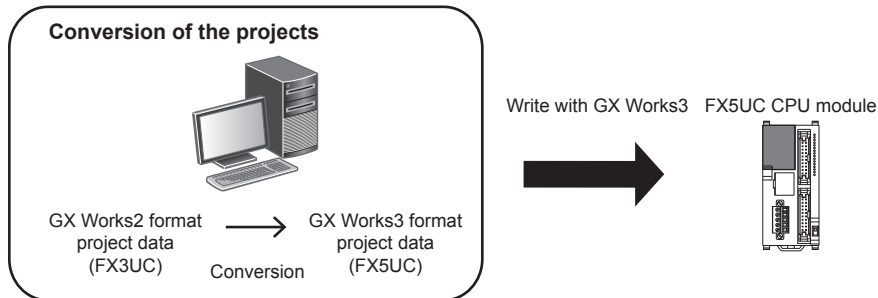 Conversion of the projects
Write with GX Works3
FX5UC CPU module
GX Works2 format
project data
(FX3UC)
Conversion
GX Works3 format
project data
(FX5UC)